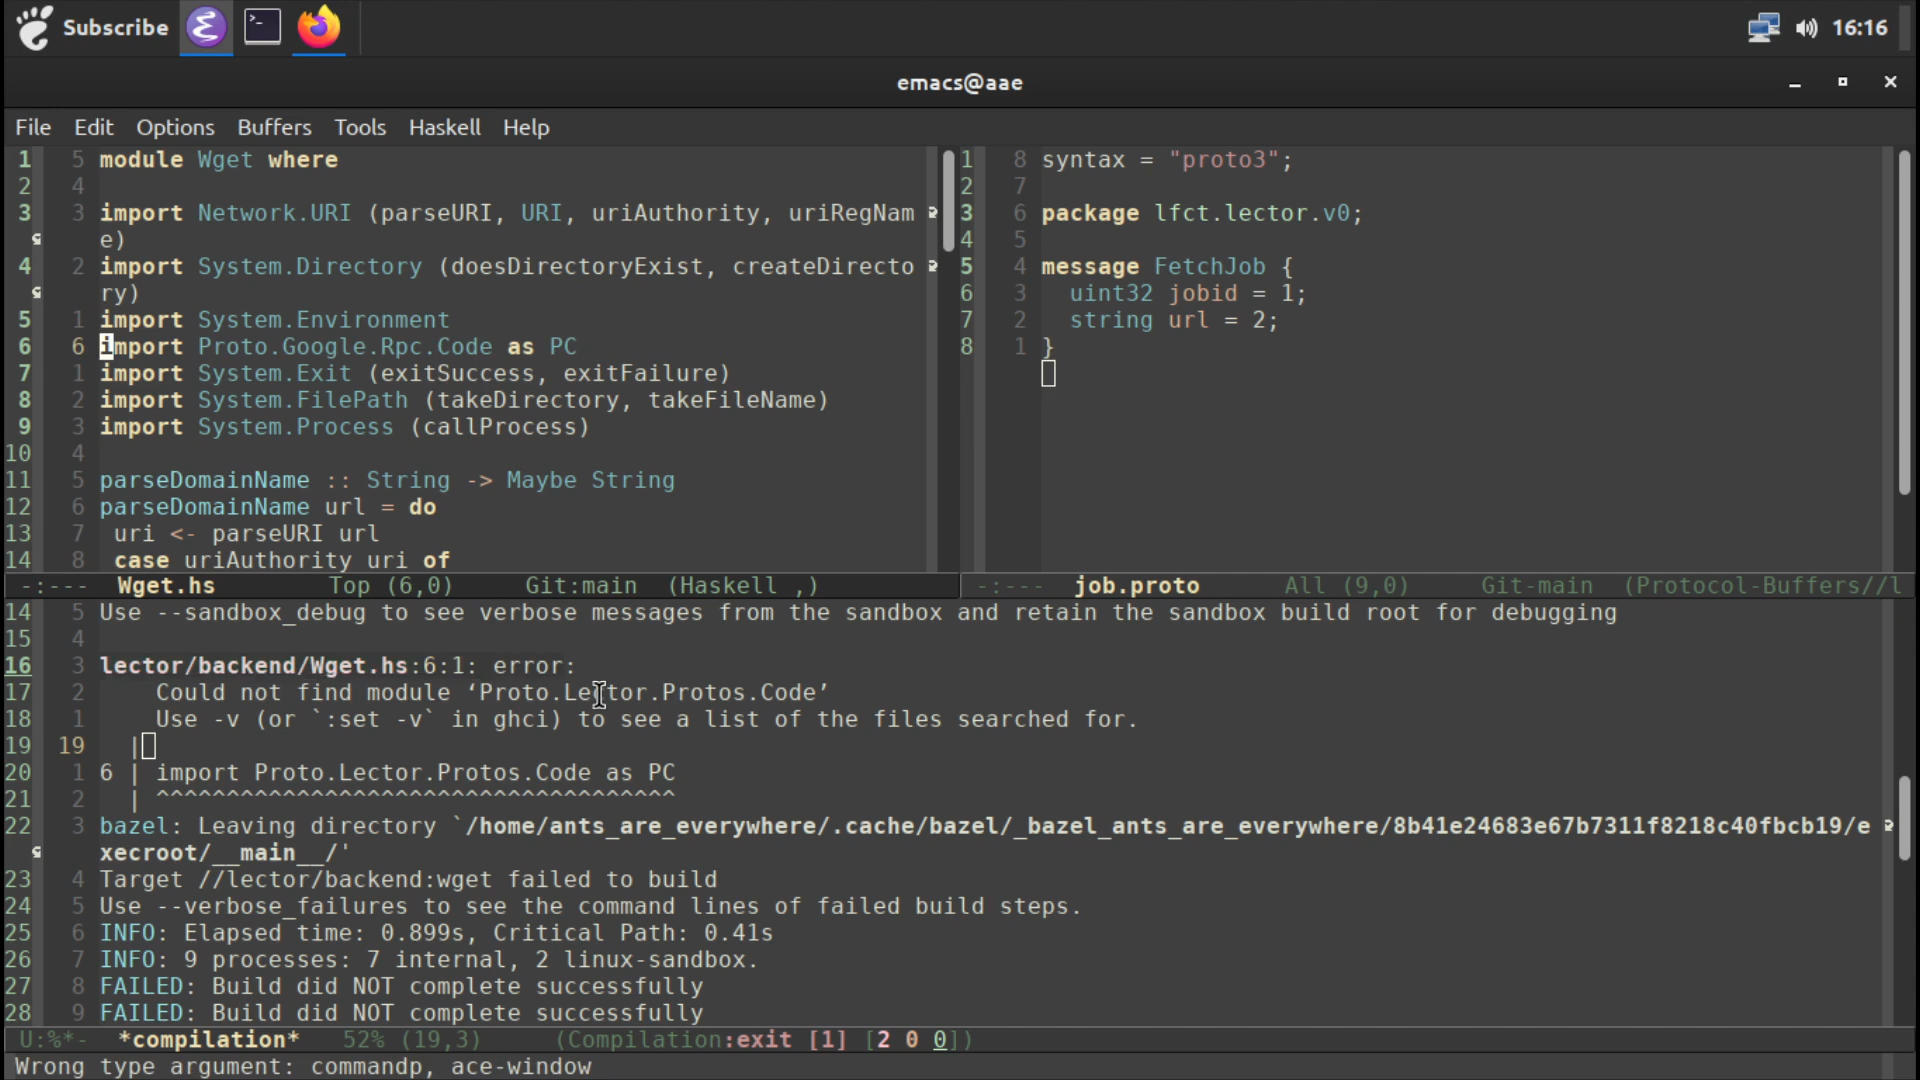 Subscribe
16:16
emacs@aae
File Edit Options Buffers Tools Haskell Help
1 5 module Wget where
2 4
3 3 import Network.URI (parseURI, URI, uriAuthority, uriRegNam
e)
4 2 import System.Directory (doesDirectoryExist, createDirecto
ry)
5 1 import System.Environment
6 6 import Proto.Google.Rpc.Code as PC
7 1 import System.Exit (exitSuccess, exitFailure)
8 2 import System.FilePath (takeDirectory, takeFileName)
9 3 import System.Process (callProcess)
10 4
11 5 parseDomainName :: String -> Maybe String
12 6 parseDomainName url = do
13 7 uri <- parseURI url
14 8 case uriAuthority uri of
-:--- Wget.hs Top (6,0) Git:main (Haskell ,)
1 8 syntax = "proto3";
2 7
3 6 package lfct.lector.v0;
4 5
5 4 message FetchJob {
6 3 uint32 jobid = 1;
7 2 string url = 2;
8 1 }
-:--- job.proto All (9,0) Git-main (Protocol-Buffers//l
14 5 Use --sandbox_debug to see verbose messages from the sandbox and retain the sandbox build root for debugging
15 4
16 3 lector/backend/Wget.hs:6:1: error:
17 2 Could not find module ‘Proto.Lector.Protos.Code’
18 1 Use -v (or `:set -v` in ghci) to see a list of the files searched for.
19 19 |
20 1 6 | import Proto.Lector.Protos.Code as PC
21 2 | ^^^^^^^^^^^^^^^^^^^^^^^^^^^^^^^^^^^^^
22 3 bazel: Leaving directory `/home/ants_are_everywhere/.cache/bazel/_bazel_ants_are_everywhere/8b41e24683e67b7311f8218c40fbcb19/e
xecroot/__main__/'
23 4 Target //lector/backend:wget failed to build
24 5 Use --verbose_failures to see the command lines of failed build steps.
25 6 INFO: Elapsed time: 0.899s, Critical Path: 0.41s
26 7 INFO: 9 processes: 7 internal, 2 linux-sandbox.
27 8 FAILED: Build did NOT complete successfully
28 9 FAILED: Build did NOT complete successfully
U:%*- *compilation* 52% (19,3) (Compilation:exit [1] [2 0 0])
Wrong type argument: commandp, ace-window